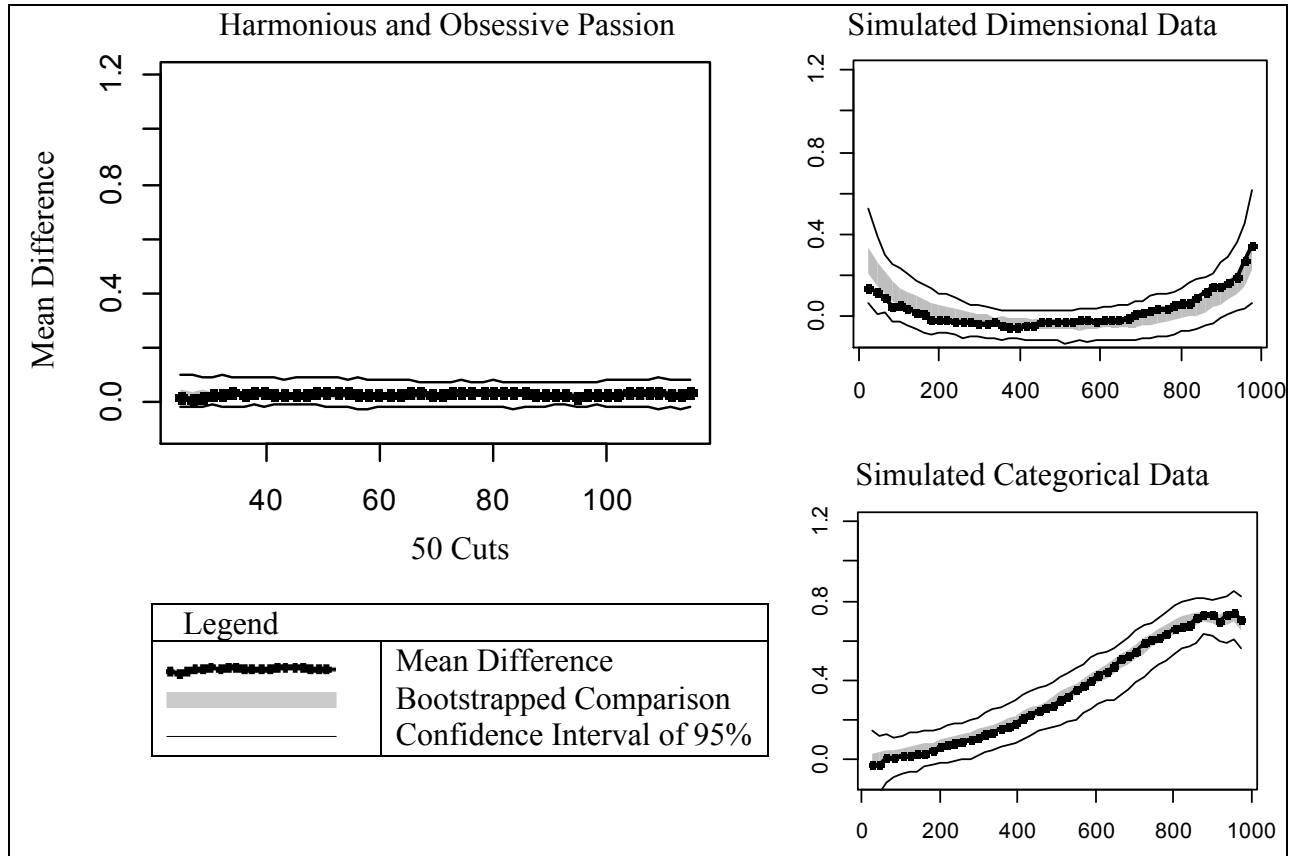 Harmonious and Obsessive Passion
Mean Difference
1.2
0.8
0.4
0.0
40 60 80 100
50 Cuts
Legend
Mean Difference
Bootstrapped Comparison
Confidence Interval of 95%
Simulated Dimensional Data
1.2
0.8
0.4
0.0
0 200 400 600 800 1000
Simulated Categorical Data
1.2
0.8
0.4
0.0
0 200 400 600 800 1000